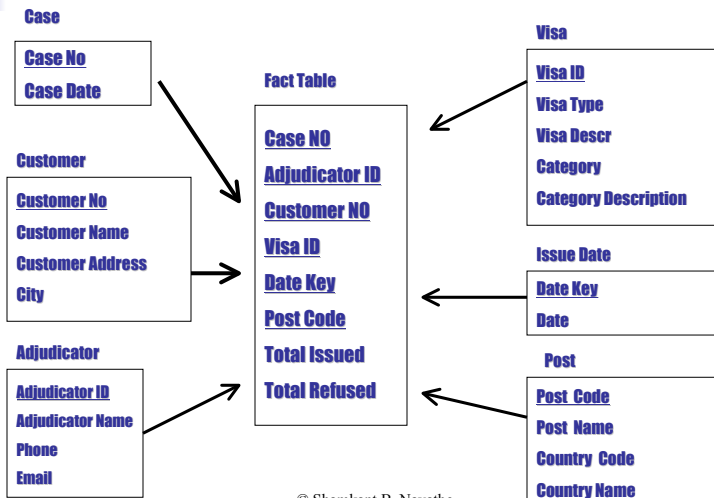 Case
Case No
Case Date
Customer
Customer No
Customer Name
Customer Address
City
Adjudicator
Adjudicator ID
Adjudicator Name
Phone
Email
Fact Table
Case NO
Adjudicator ID
Customer NO
Visa ID
Date Key
Post Code
Total Issued
Total Refused
Visa
Visa ID
Visa Type
Visa Descr
Category
Category Description
Issue Date
Date Key
Date
Post
Post Code
Post Name
Country Code
Country Name